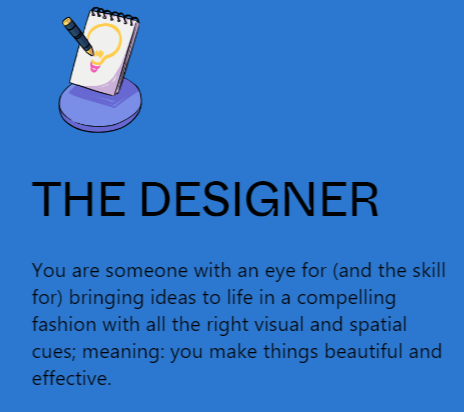 THE DESIGNER
You are someone with an eye for (and the skill
for) bringing ideas to life in a compelling
fashion with all the right visual and spatial
cues; meaning: you make things beautiful and
effective.